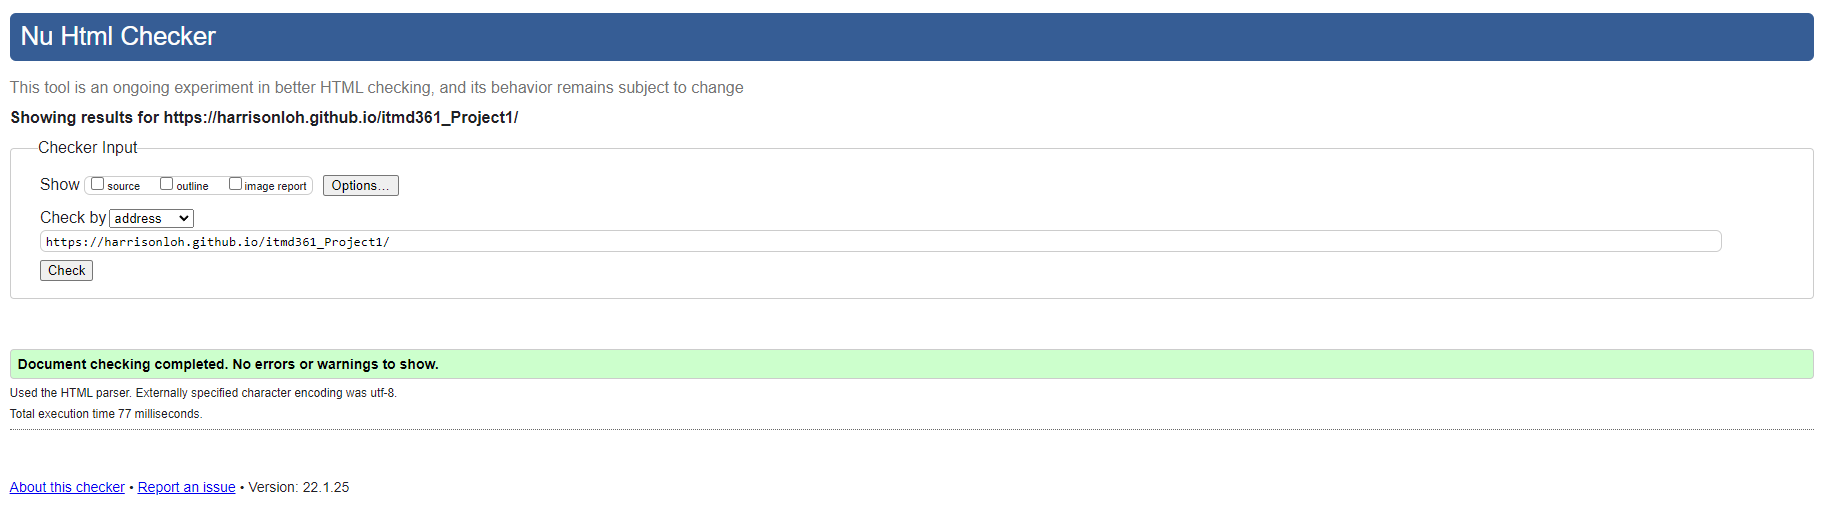 Nu Html Checker
This tool is an ongoing experiment in better HTML checking, and its behavior remains subject to change
Showing results for https://harrisonloh.github.io/itmd361_Project1/
Checker Input
Show source outline image report Options...
Check by address
https://harrisonloh.github.io/itmd361_Project1/
Check
Document checking completed. No errors or warnings to show.
Used the HTML parser. Externally specified character encoding was utf-8.
Total execution time 77 milliseconds.
About this checker • Report an issue • Version: 22.1.25